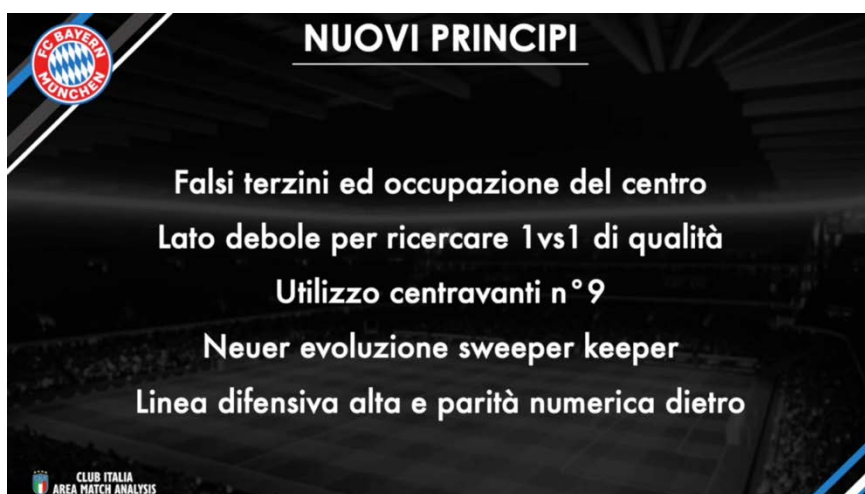 FC BAYERN
MÜNCHEN
NUOVI PRINCIPI
Falsi terzini ed occupazione del centro
Lato debole per ricercare 1vs1 di qualità
Utilizzo centravanti n°9
Neuer evoluzione sweeper keeper
Linea difensiva alta e parità numerica dietro
CLUB ITALIA
AREA MATCH ANALYSIS